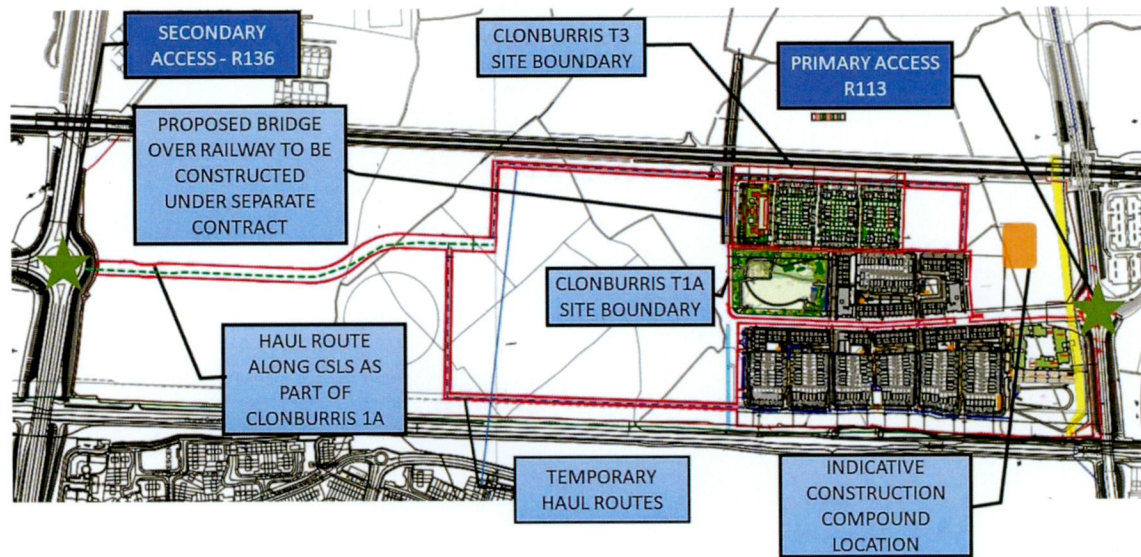 SECONDARY
ACCESS - R136
CLONBURRIS T3
SITE BOUNDARY
PRIMARY ACCESS
R113
PROPOSED BRIDGE
OVER RAILWAY TO BE
CONSTRUCTED
UNDER SEPARATE
CONTRACT
CLONBURRIS T1A
SITE BOUNDARY
HAUL ROUTE
ALONG CSLS AS
PART OF
CLONBURRIS 1A
TEMPORARY
HAUL ROUTES
INDICATIVE
CONSTRUCTION
COMPOUND
LOCATION